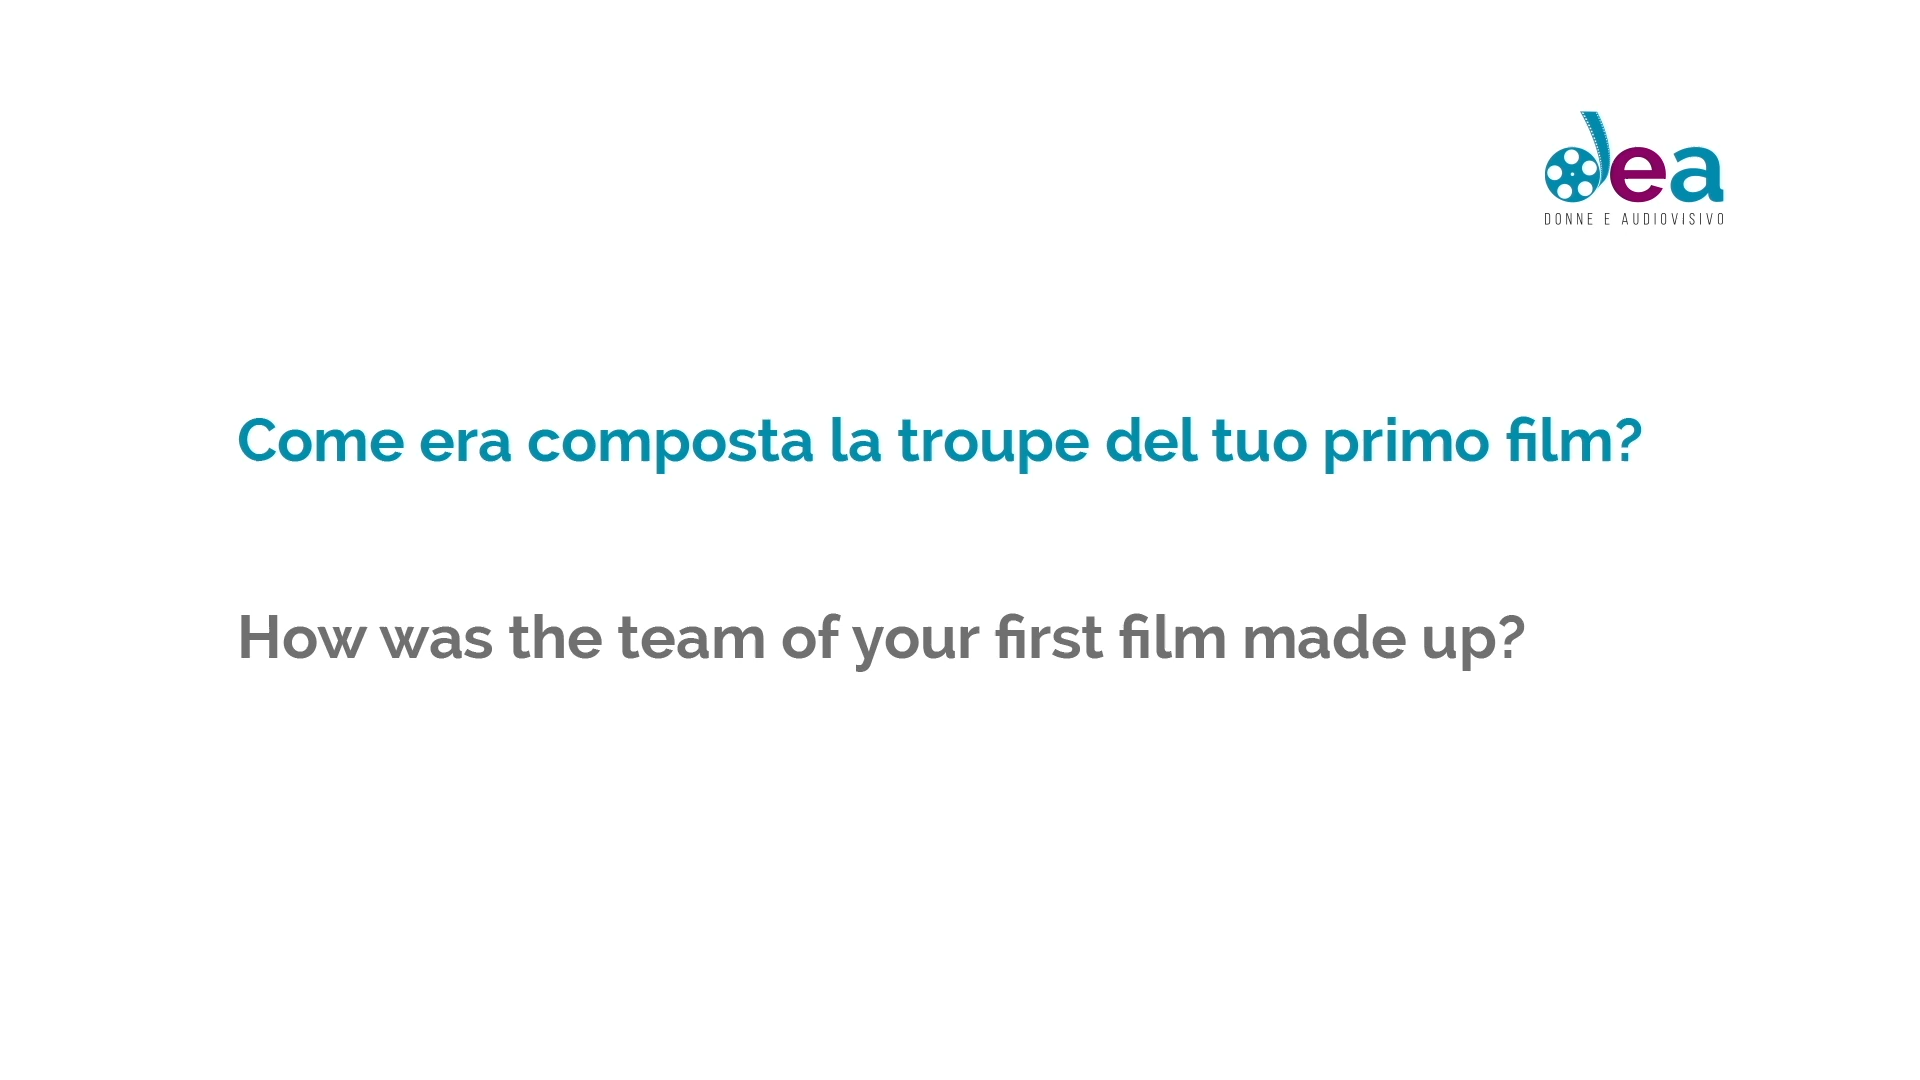 dea
DONNE E AUDIOVISIVO
Come era composta la troupe del tuo primo film?
How was the team of your first film made up?